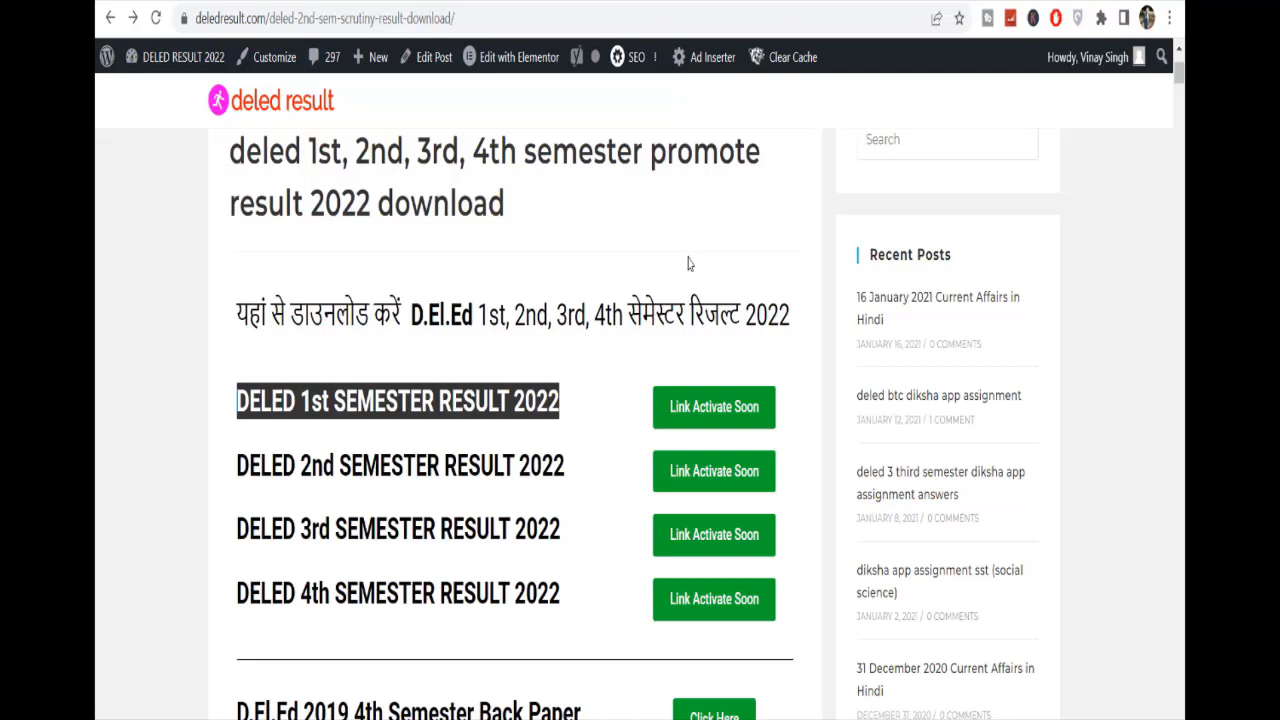 deledresult.com/deled-2nd-sem-scrutiny-result-download/
DELED RESULT 2022 Customize 297 New Edit Post Edit with Elementor SEO ! Ad Inserter Clear Cache Howdy, Vinay Singh
deled result
deled 1st, 2nd, 3rd, 4th semester promote
result 2022 download
यहां से डाउनलोड करें D.El.Ed 1st, 2nd, 3rd, 4th सेमेस्टर रिजल्ट 2022
DELED 1st SEMESTER RESULT 2022 Link Activate Soon
DELED 2nd SEMESTER RESULT 2022 Link Activate Soon
DELED 3rd SEMESTER RESULT 2022 Link Activate Soon
DELED 4th SEMESTER RESULT 2022 Link Activate Soon
D.El.Ed 2019 4th Semester Back Paper Click Here
Search
Recent Posts
16 January 2021 Current Affairs in
Hindi
JANUARY 16, 2021 / 0 COMMENTS
deled btc diksha app assignment
JANUARY 12, 2021 / 1 COMMENT
deled 3 third semester diksha app
assignment answers
JANUARY 8, 2021 / 0 COMMENTS
diksha app assignment sst (social
science)
JANUARY 2, 2021 / 0 COMMENTS
31 December 2020 Current Affairs in
Hindi
DECEMBER 31, 2020 / 0 COMMENTS